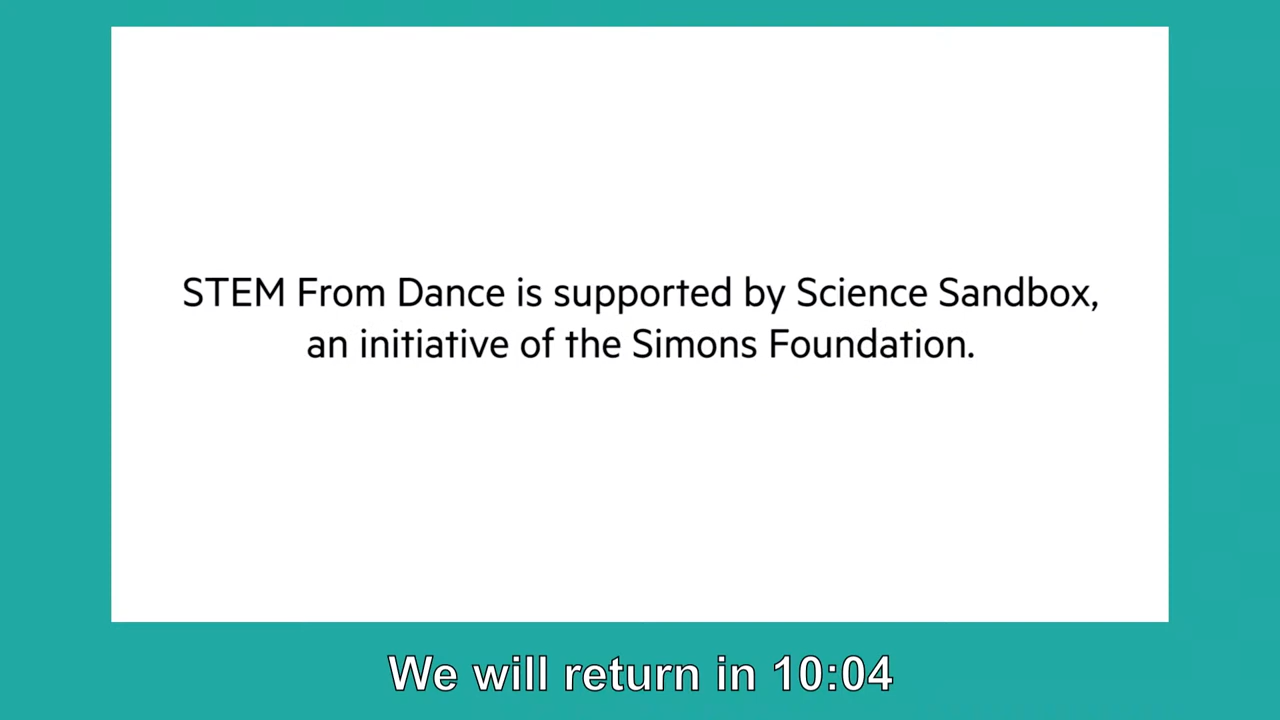 STEM From Dance is supported by Science Sandbox,
an initiative of the Simons Foundation.
We will return in 10:04